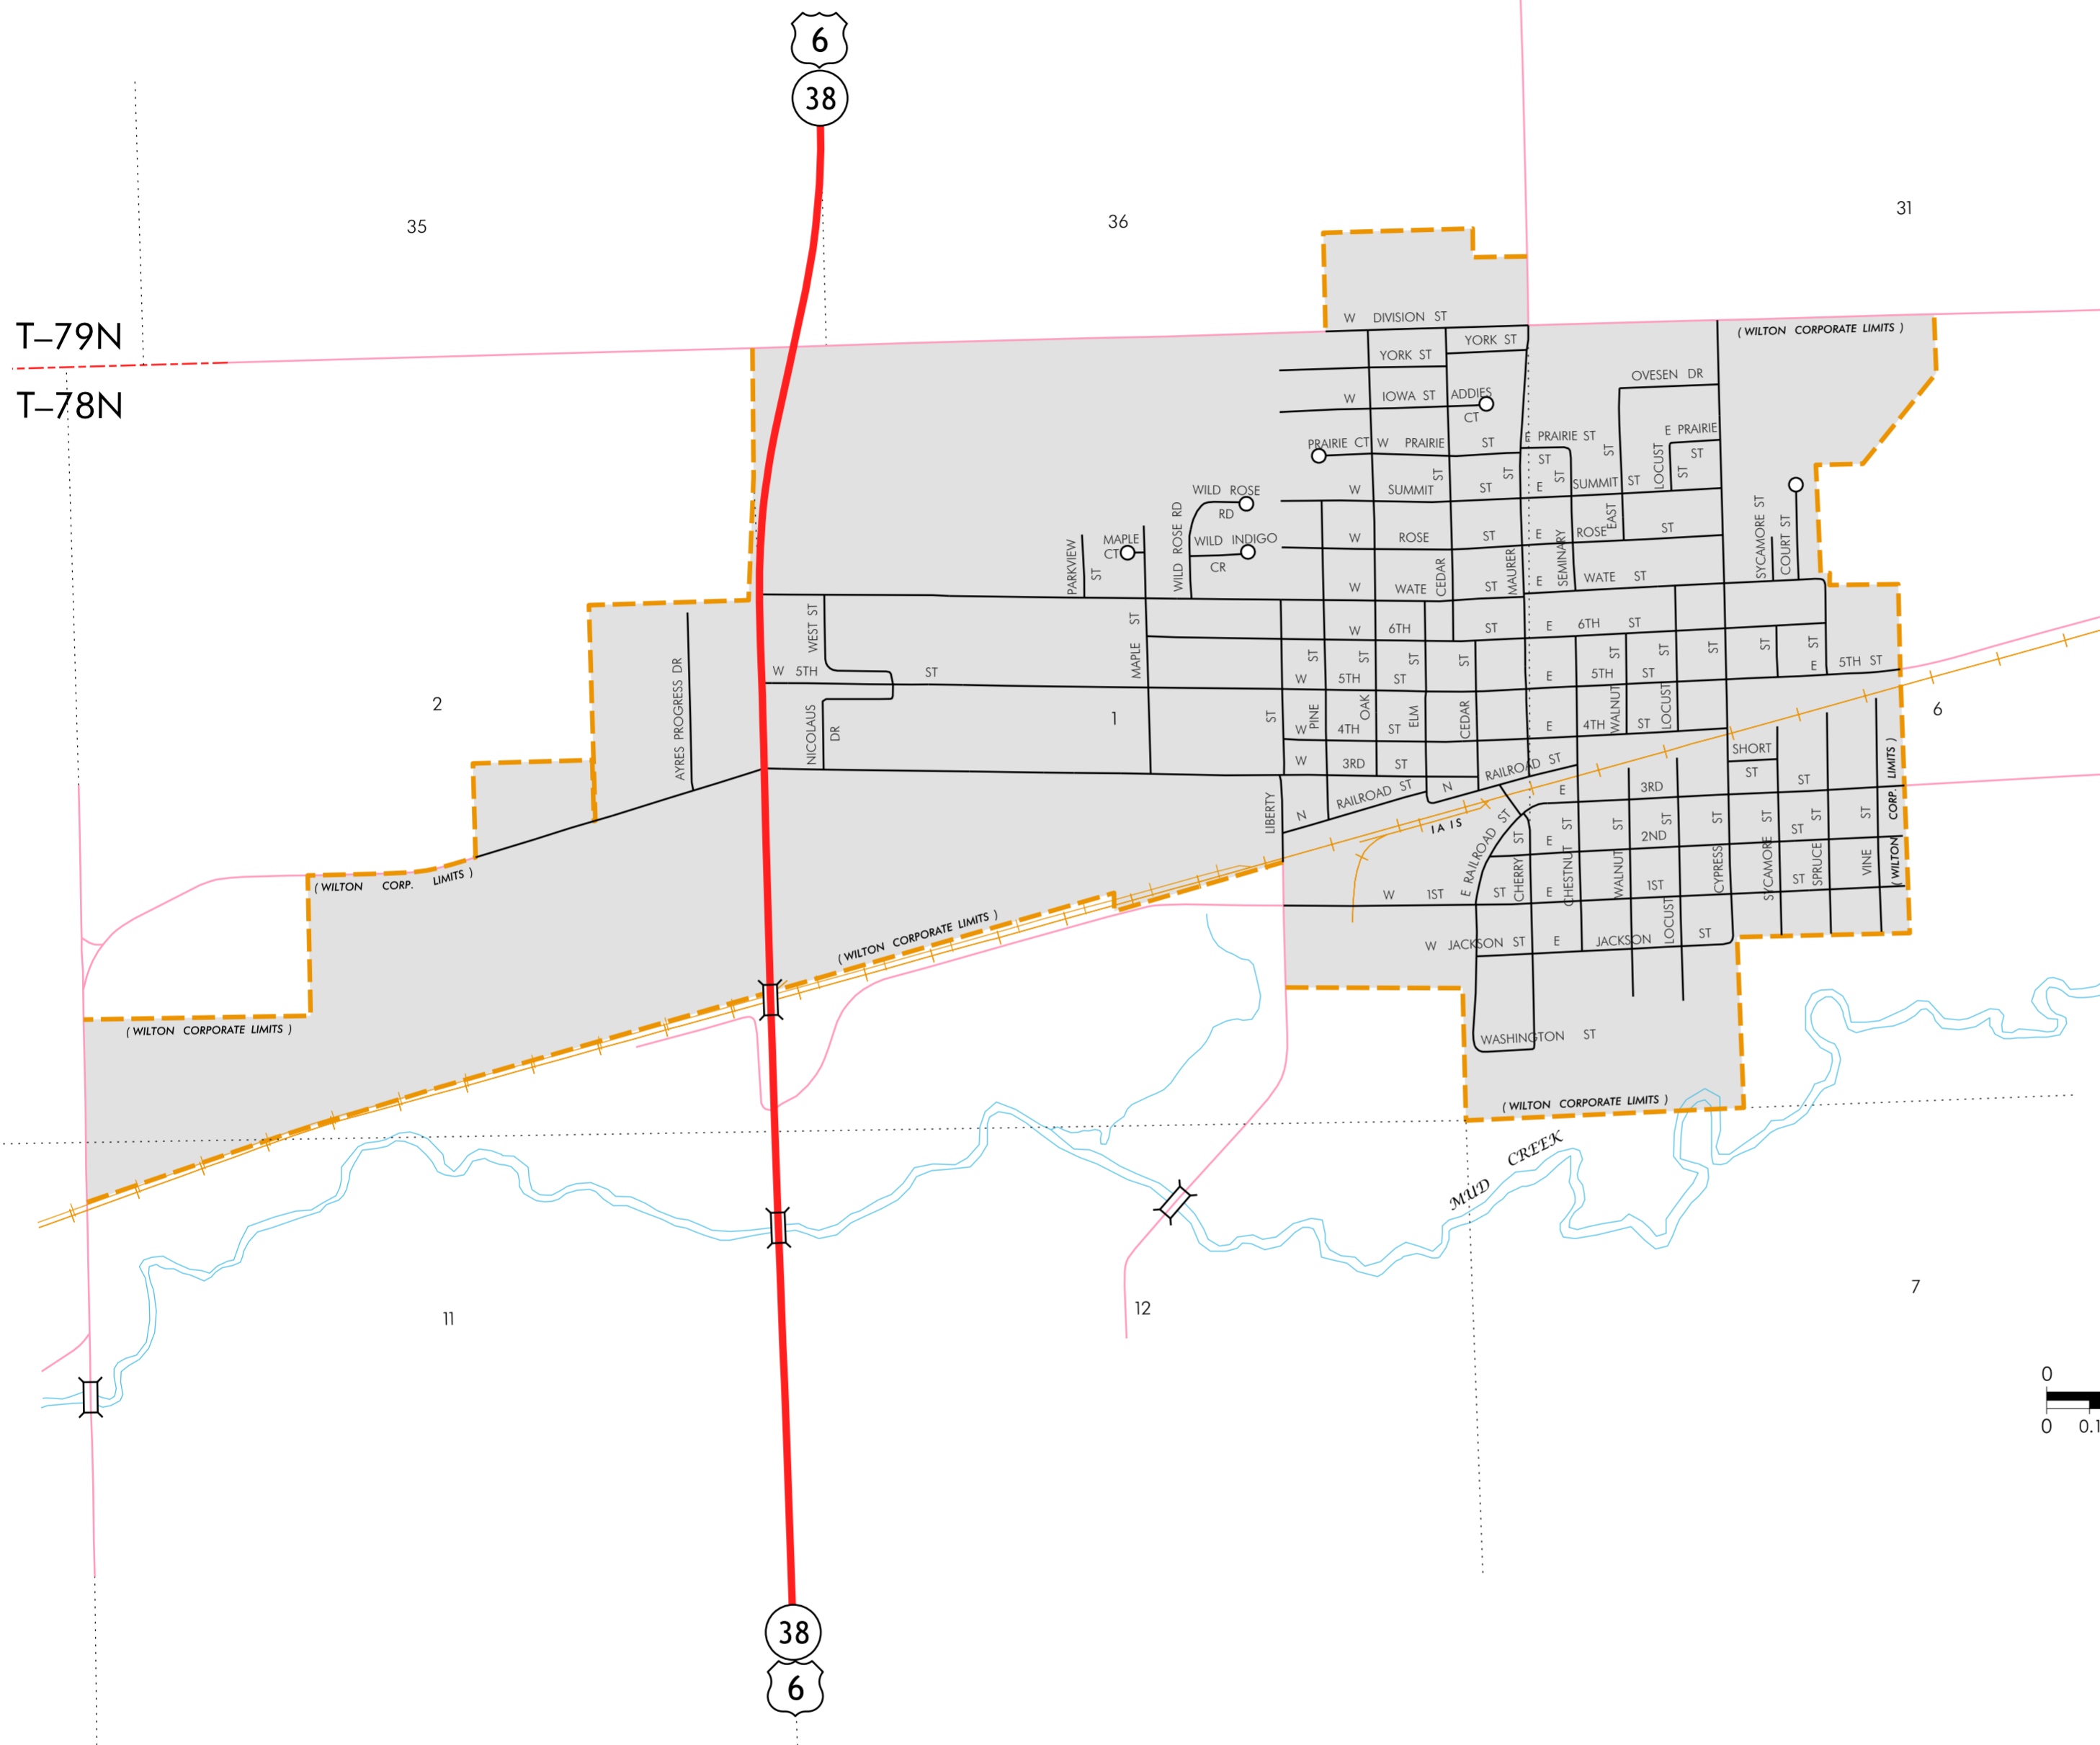 6
38
35
36
31
T–79N
T–78N
W DIVISION ST
(WILTON CORPORATE LIMITS)
YORK ST
YORK ST
OVESEN DR
W IOWA ST
ADDIES
CT
PRAIRIE CT
W PRAIRIE ST
E PRAIRIE ST
E PRAIRIE
ST
LOCUST
ST
ST
ST
ST
ST
ST
EAST
WILD ROSE
RD
W SUMMIT ST
E SUMMIT ST
SYCAMORE ST
COURT ST
WILD ROSE RD
MAPLE
CT
WILD INDIGO
CR
W ROSE ST
E ROSE ST
PARKVIEW
ST
CEDAR
MAURER
SEMINARY
W WATE ST
E WATE ST
WEST ST
MAPLE ST
W 6TH ST
E 6TH ST
AYRES PROGRESS DR
W 5TH ST
W 5TH ST
E 5TH ST
E 5TH ST
ST
ST
ST
ST
ST
ST
ST
ST
ST
2
1
6
NICOLAUS
DR
ST
PINE
OAK
ELM
CEDAR
WALNUT
LOCUST
W 4TH ST
E 4TH ST
W 3RD ST
RAILROAD ST
SHORT
ST
LIBERTY
N RAILROAD ST
N
E 3RD ST
IA IS
E RAILROAD ST
CHERRY ST
CHESTNUT ST
WALNUT ST
ST
LOCUST
CYPRESS ST
SYCAMORE ST
SPRUCE ST
VINE ST
(WILTON CORP. LIMITS)
E 2ND ST
(WILTON CORP. LIMITS)
W 1ST ST
E 1ST ST
(WILTON CORPORATE LIMITS)
W JACKSON ST
E JACKSON ST
(WILTON CORPORATE LIMITS)
WASHINGTON ST
(WILTON CORPORATE LIMITS)
MUD CREEK
11
12
7
0
0 0.1
38
6